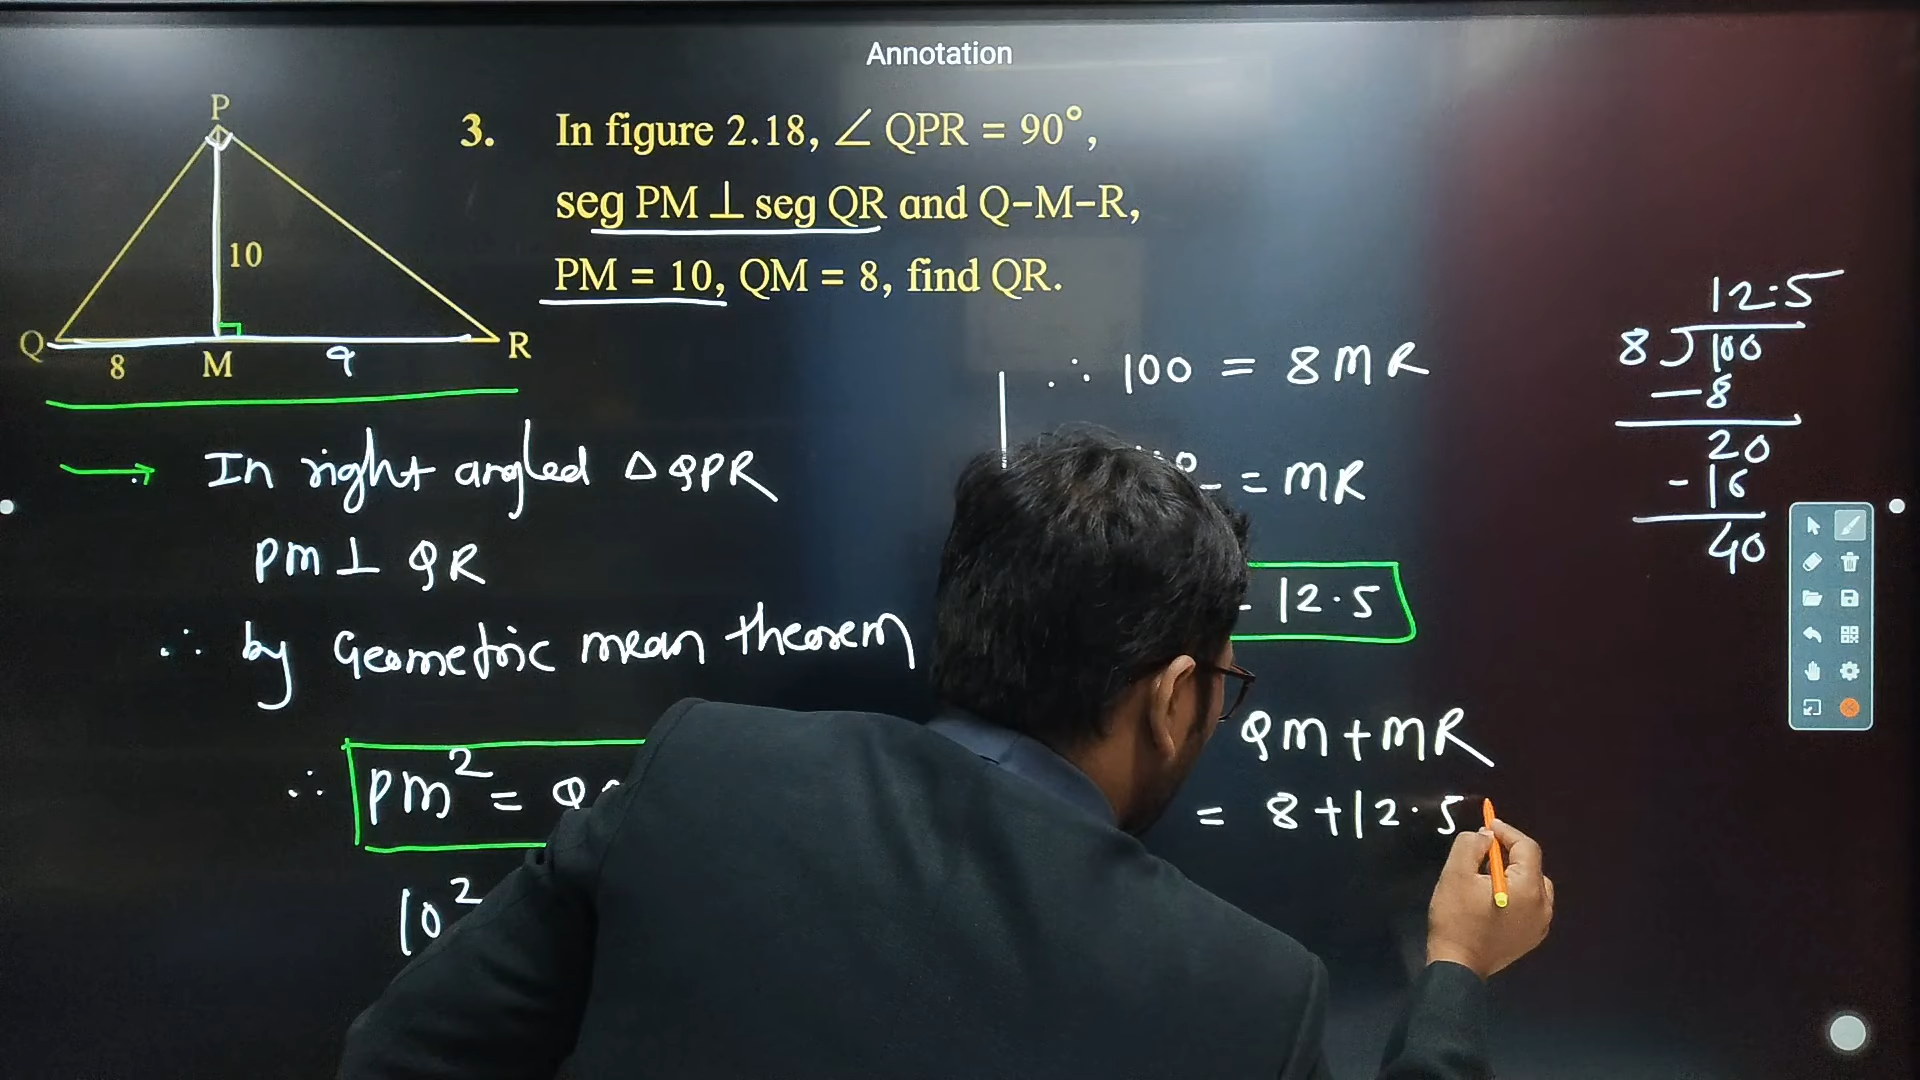 Annotation
P
10
Q
8
M
9
R
3. In figure 2.18, ∠ QPR = 90°,
seg PM ⊥ seg QR and Q-M-R,
PM = 10, QM = 8, find QR.
→ In right angled △ QPR
PM ⊥ QR
∴ by Geometric mean theorem
∴ PM² = Q
10²
∴ 100 = 8MR
= MR
12.5
QM + MR
= 8 + 12.5
12.5
8 ) 100
- 8
20
- 16
40